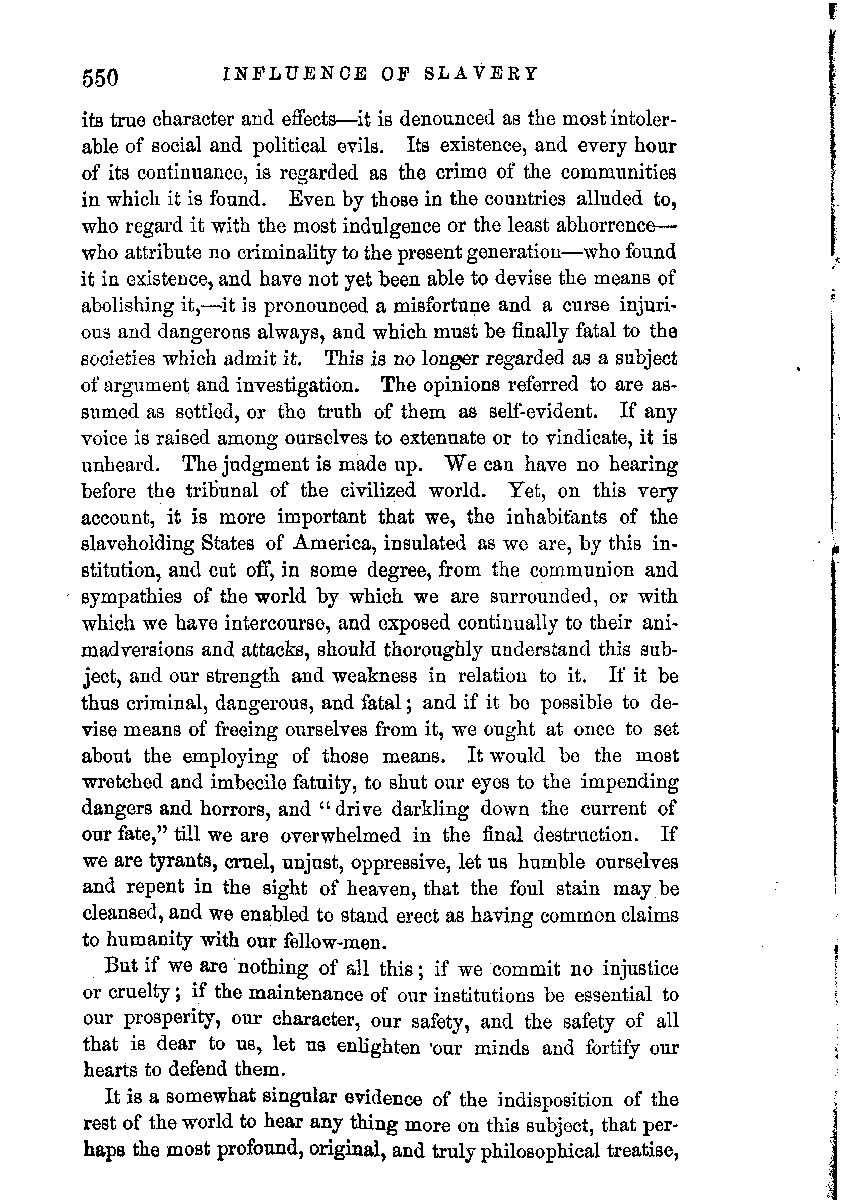 550 INFLUENCE OF SLAVERY
its true character and effects—it is denounced as the most intoler-
able of social and political evils. Its existence, and every hour
of its continuance, is regarded as the crime of the communities
in which it is found. Even by those in the countries alluded to,
who regard it with the most indulgence or the least abhorrence—
who attribute no criminality to the present generation—who found
it in existence, and have not yet been able to devise the means of
abolishing it,—it is pronounced a misfortune and a curse injuri-
ous and dangerous always, and which must be finally fatal to the
societies which admit it. This is no longer regarded as a subject
of argument and investigation. The opinions referred to are as-
sumed as settled, or the truth of them as self-evident. If any
voice is raised among ourselves to extenuate or to vindicate, it is
unheard. The judgment is made up. We can have no hearing
before the tribunal of the civilized world. Yet, on this very
account, it is more important that we, the inhabitants of the
slaveholding States of America, insulated as we are, by this in-
stitution, and cut off, in some degree, from the communion and
sympathies of the world by which we are surrounded, or with
which we have intercourse, and exposed continually to their ani-
madversions and attacks, should thoroughly understand this sub-
ject, and our strength and weakness in relation to it. If it be
thus criminal, dangerous, and fatal; and if it be possible to de-
vise means of freeing ourselves from it, we ought at once to set
about the employing of those means. It would be the most
wretched and imbecile fatuity, to shut our eyes to the impending
dangers and horrors, and "drive darkling down the current of
our fate," till we are overwhelmed in the final destruction. If
we are tyrants, cruel, unjust, oppressive, let us humble ourselves
and repent in the sight of heaven, that the foul stain may be
cleansed, and we enabled to stand erect as having common claims
to humanity with our fellow-men.
But if we are nothing of all this; if we commit no injustice
or cruelty; if the maintenance of our institutions be essential to
our prosperity, our character, our safety, and the safety of all
that is dear to us, let us enlighten our minds and fortify our
hearts to defend them.
It is a somewhat singular evidence of the indisposition of the
rest of the world to hear any thing more on this subject, that per-
haps the most profound, original, and truly philosophical treatise,